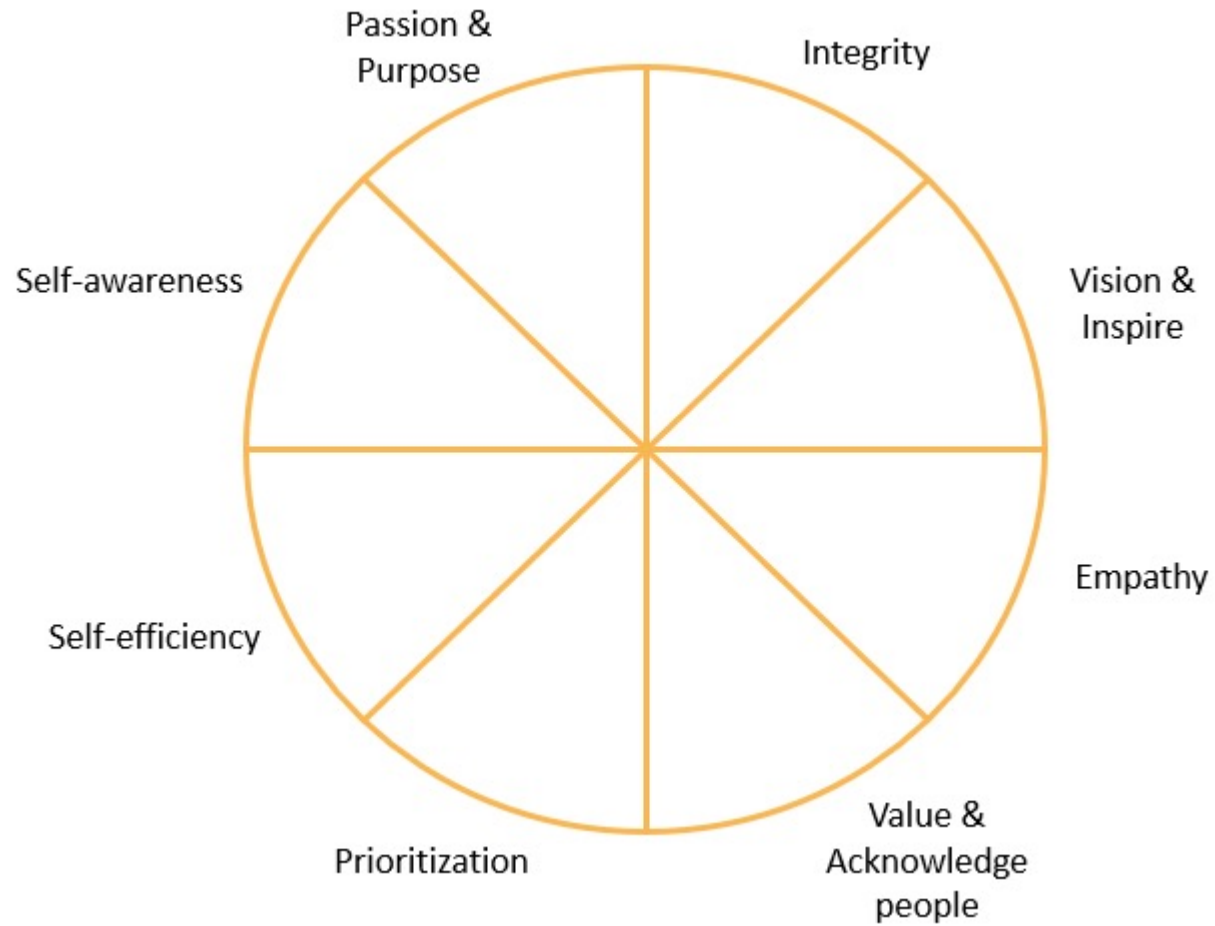 Passion &
Purpose
Integrity
Vision &
Inspire
Empathy
Value &
Acknowledge
people
Prioritization
Self-efficiency
Self-awareness